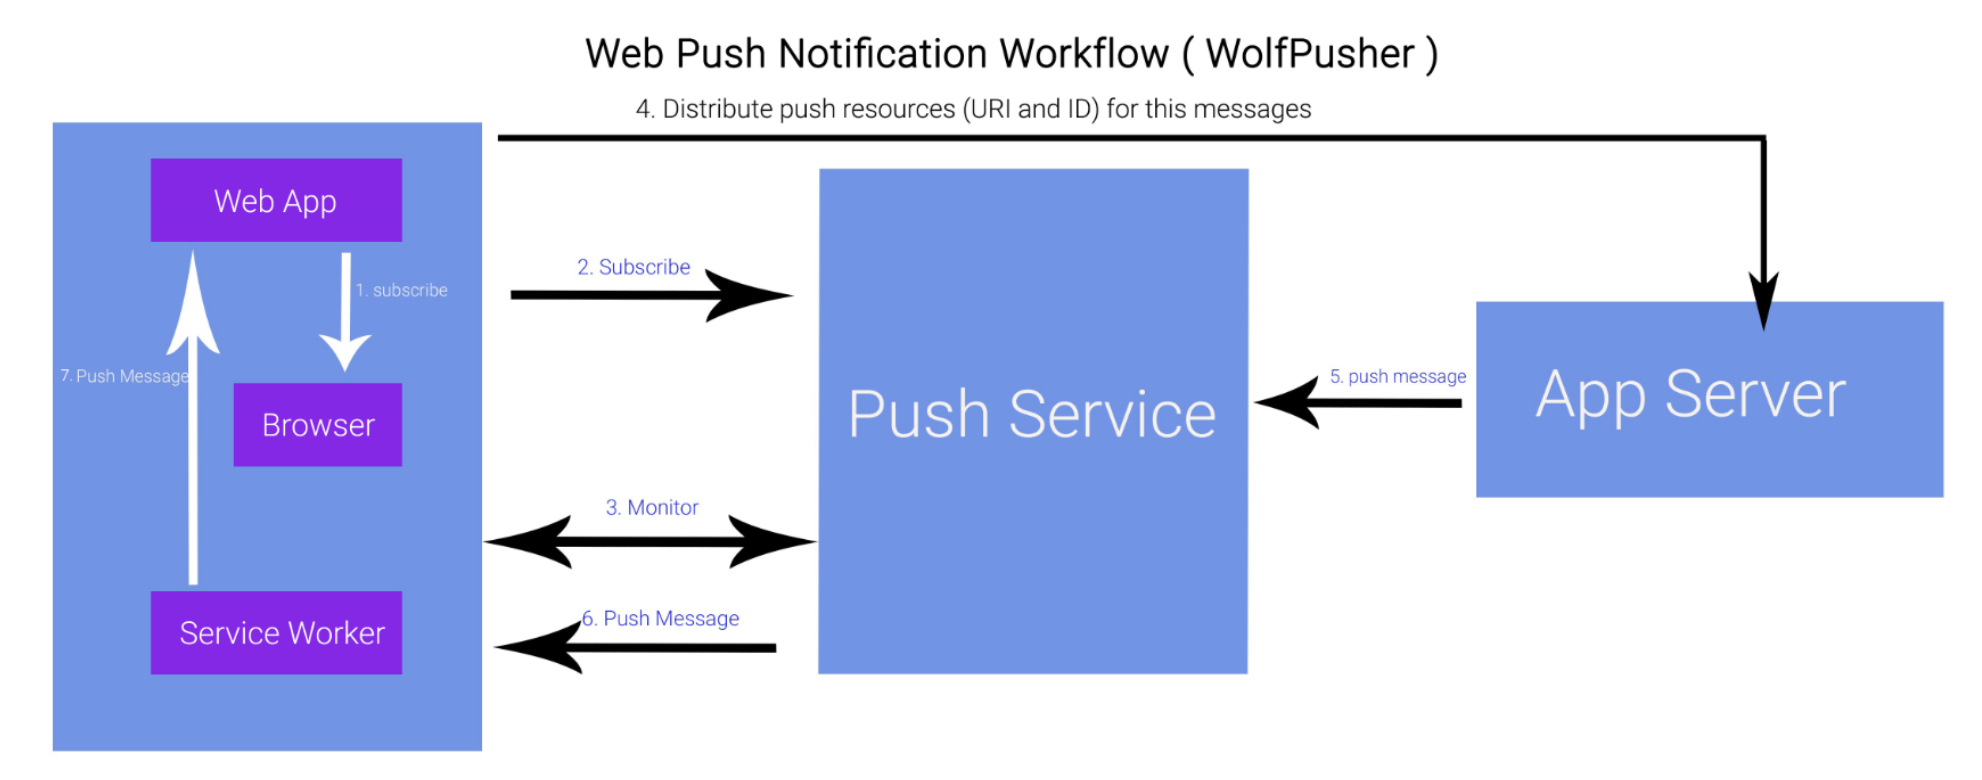 Web Push Notification Workflow ( WolfPusher )
4. Distribute push resources (URI and ID) for this messages
Web App
1. subscribe
2. Subscribe
7. Push Message
Browser
Push Service
5. push message
App Server
3. Monitor
6. Push Message
Service Worker